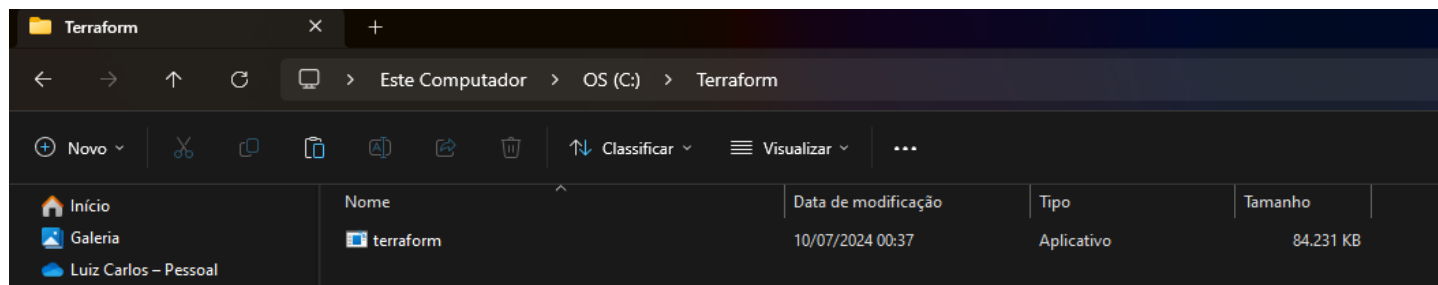 Terraform
Este Computador > OS (C:) > Terraform
Novo Classificar Visualizar
Início
Galeria
Luiz Carlos – Pessoal
Nome Data de modificação Tipo Tamanho
terraform 10/07/2024 00:37 Aplicativo 84.231 KB